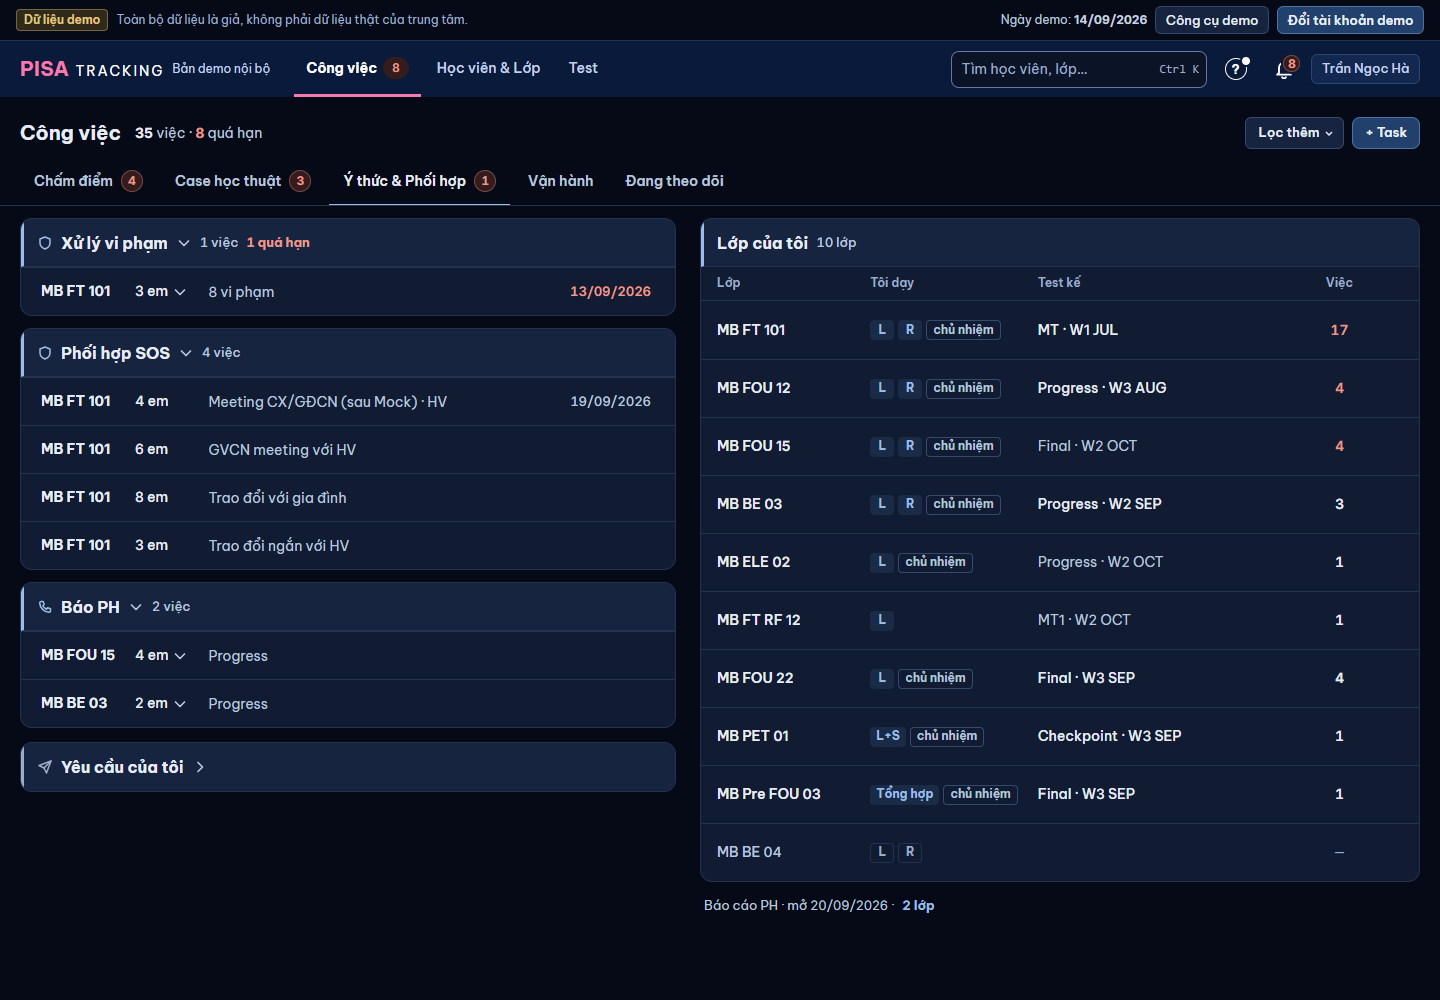 Dữ liệu demo Toàn bộ dữ liệu là giả, không phải dữ liệu thật của trung tâm. Ngày demo: 14/09/2026 Công cụ demo Đổi tài khoản demo
PISA TRACKING Bản demo nội bộ Công việc 8 Học viên & Lớp Test Tìm học viên, lớp... Ctrl K ? 8 Trần Ngọc Hà
Công việc 35 việc · 8 quá hạn Lọc thêm + Task
Chấm điểm 4 Case học thuật 3 Ý thức & Phối hợp 1 Vận hành Đang theo dõi
Xử lý vi phạm 1 việc 1 quá hạn
MB FT 101 3 em 8 vi phạm 13/09/2026
Phối hợp SOS 4 việc
MB FT 101 4 em Meeting CX/GĐCN (sau Mock) · HV 19/09/2026
MB FT 101 6 em GVCN meeting với HV
MB FT 101 8 em Trao đổi với gia đình
MB FT 101 3 em Trao đổi ngắn với HV
Báo PH 2 việc
MB FOU 15 4 em Progress
MB BE 03 2 em Progress
Yêu cầu của tôi
Lớp của tôi 10 lớp
Lớp Tôi dạy Test kế Việc
MB FT 101 L R chủ nhiệm MT · W1 JUL 17
MB FOU 12 L R chủ nhiệm Progress · W3 AUG 4
MB FOU 15 L R chủ nhiệm Final · W2 OCT 4
MB BE 03 L R chủ nhiệm Progress · W2 SEP 3
MB ELE 02 L chủ nhiệm Progress · W2 OCT 1
MB FT RF 12 L MT1 · W2 OCT 1
MB FOU 22 L chủ nhiệm Final · W3 SEP 4
MB PET 01 L+S chủ nhiệm Checkpoint · W3 SEP 1
MB Pre FOU 03 Tổng hợp chủ nhiệm Final · W3 SEP 1
MB BE 04 L R –
Báo cáo PH · mở 20/09/2026 · 2 lớp